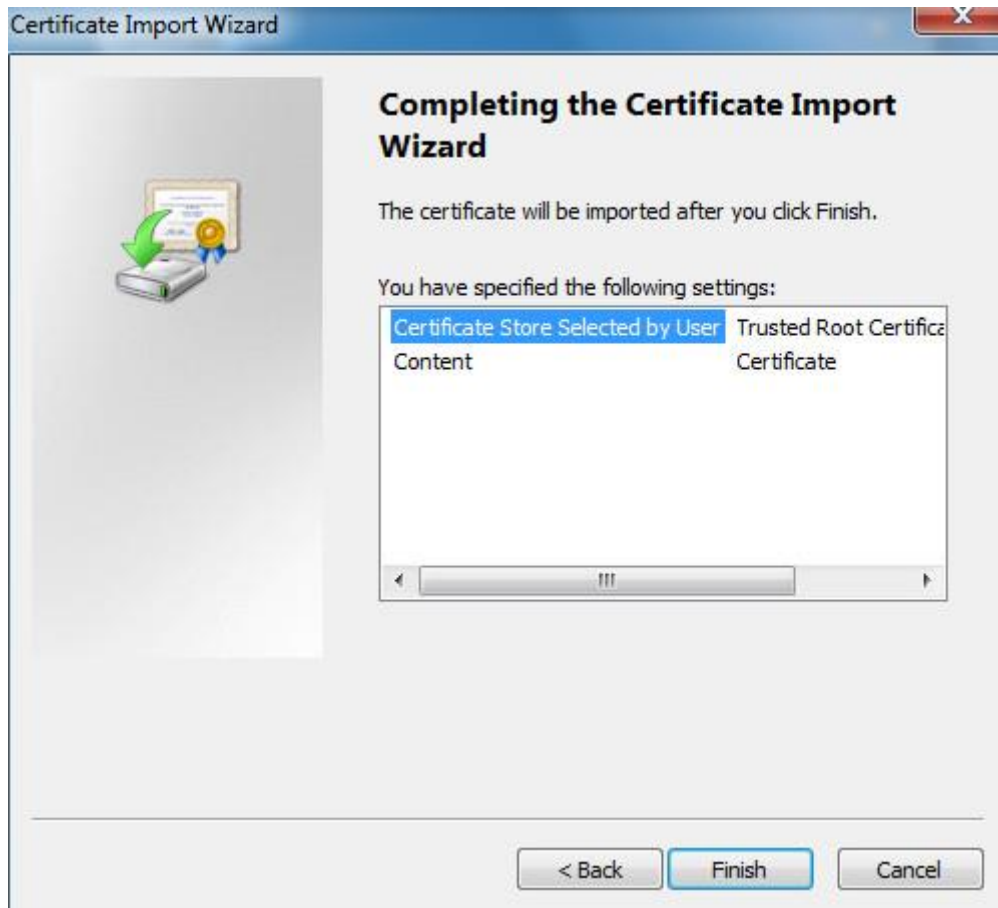 Certificate Import Wizard
Completing the Certificate Import
Wizard
The certificate will be imported after you click Finish.
You have specified the following settings:
Certificate Store Selected by User Trusted Root Certifica
Content Certificate
< Back Finish Cancel